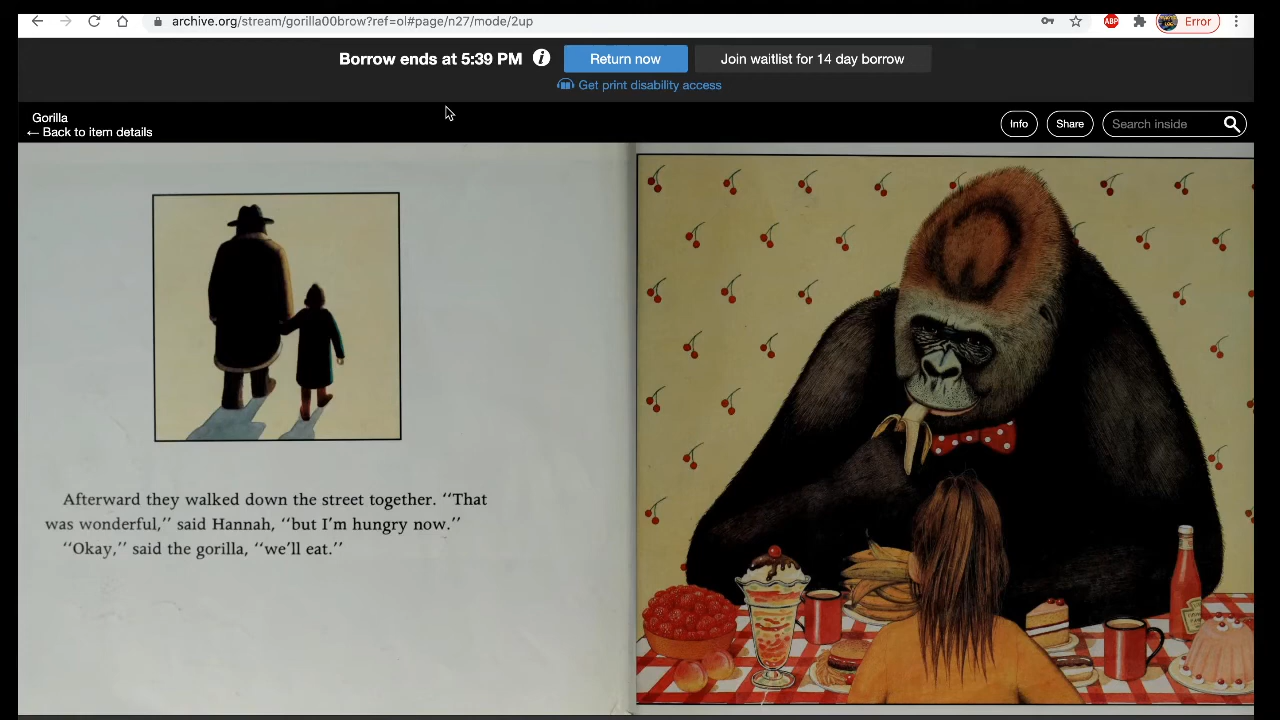 archive.org/stream/gorilla00brow?ref=ol#page/n27/mode/2up
ABP
Error
Borrow ends at 5:39 PM
i
Return now
Join waitlist for 14 day borrow
Get print disability access
Gorilla
← Back to item details
Info
Share
Search inside
Afterward they walked down the street together. “That
was wonderful,” said Hannah, “but I’m hungry now.”
“Okay,” said the gorilla, “we’ll eat.”